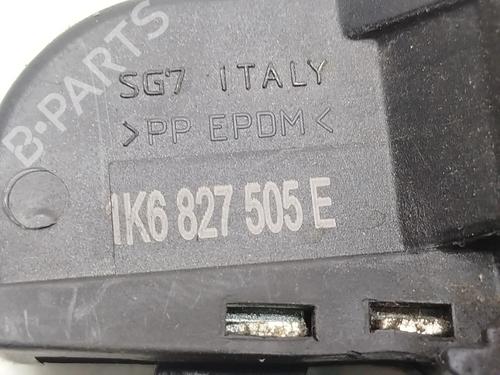 B-PARTS
SG7 ITALY
>PP EPDM<
1K6 827 505 E